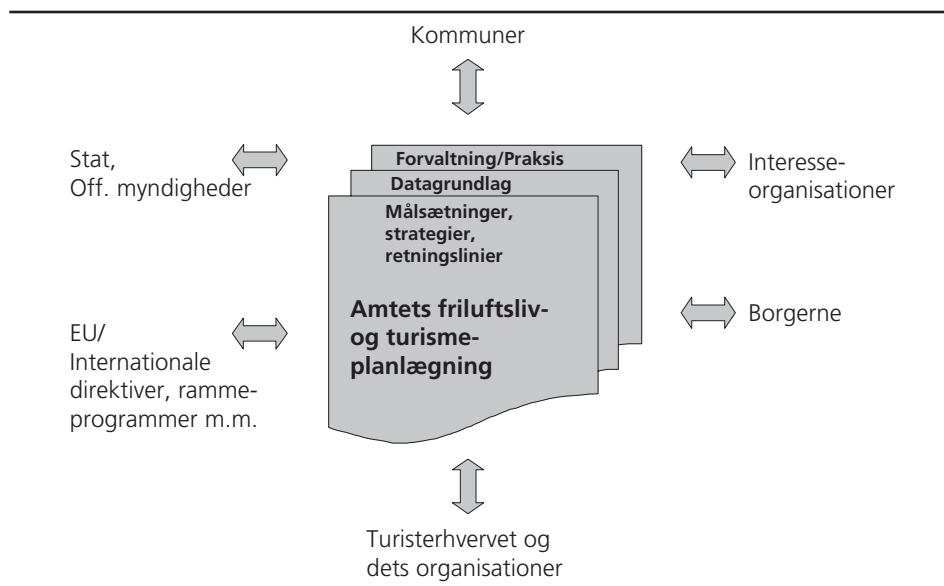 Kommuner
Stat,
Off. myndigheder
Forvaltning/Praksis
Datagrundlag
Målsætninger,
strategier,
retningslinier
Amtets friluftsliv-
og turisme-
planlægning
Interesse-
organisationer
EU/
Internationale
direktiver, ramme-
programmer m.m.
Borgerne
Turisterhvervet og
dets organisationer